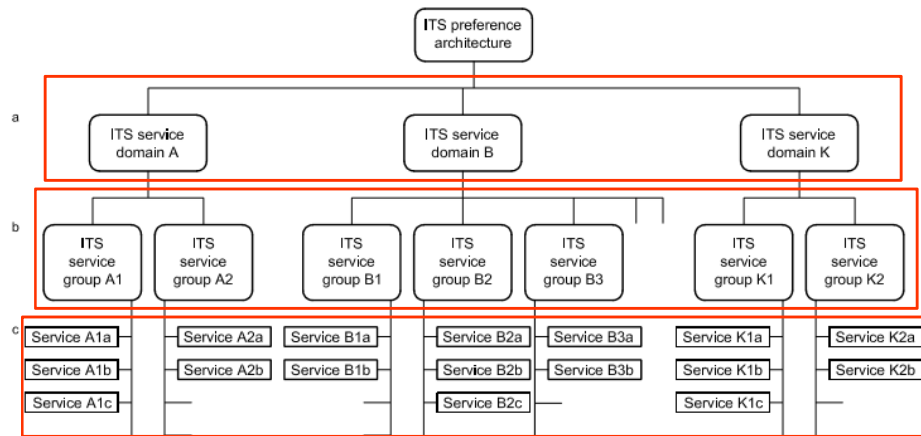 ITS preference
architecture
a
ITS service
domain A
ITS service
domain B
ITS service
domain K
b
ITS
service
group A1
ITS
service
group A2
ITS
service
group B1
ITS
service
group B2
ITS
service
group B3
ITS
service
group K1
ITS
service
group K2
c
Service A1a
Service A2a
Service B1a
Service B2a
Service B3a
Service K1a
Service K2a
Service A1b
Service A2b
Service B1b
Service B2b
Service B3b
Service K1b
Service K2b
Service A1c
Service B2c
Service K1c